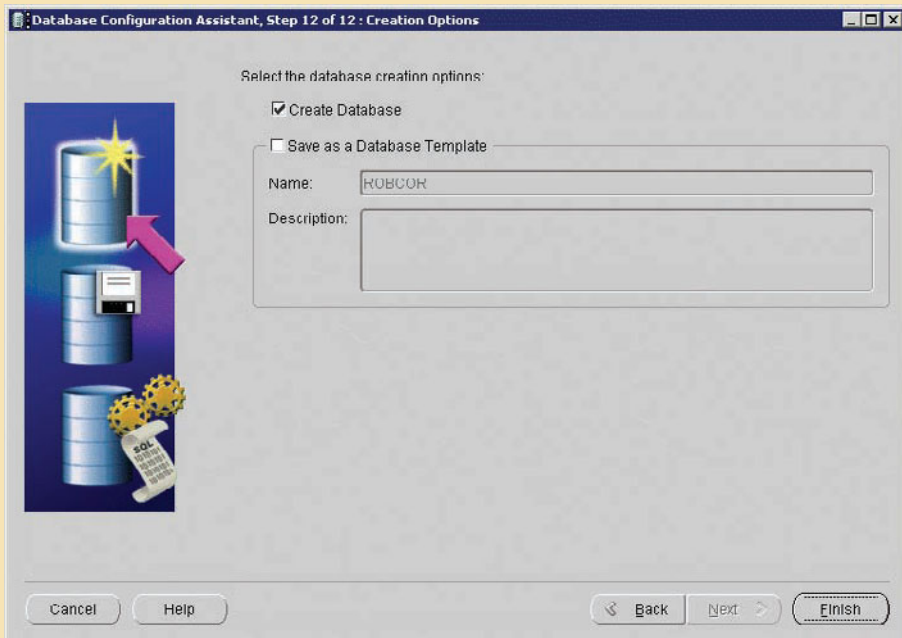 Database Configuration Assistant, Step 12 of 12 : Creation Options
Select the database creation options:
Create Database
Save as a Database Template
Name:
ROBCOR
Description:
SQL
Cancel
Help
Back
Next
Finish